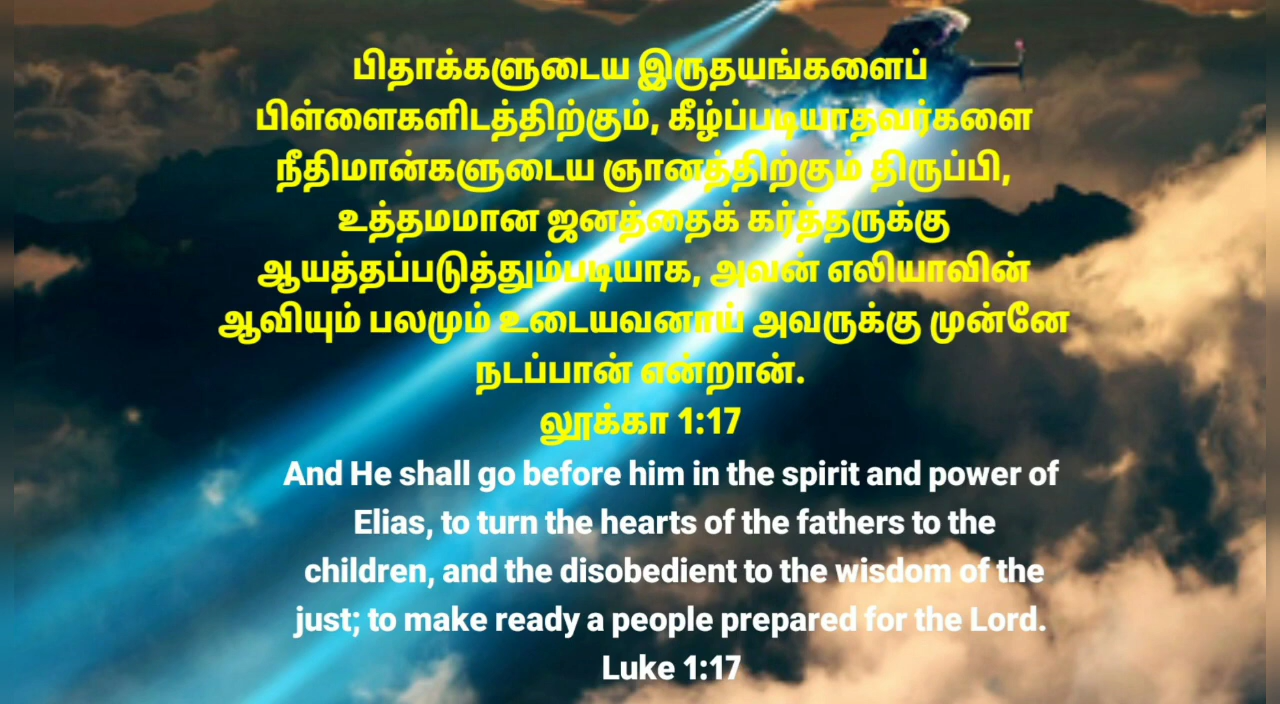 பிதாக்களுடைய இருதயங்களைப்
பிள்ளைகளிடத்திற்கும், கீழ்ப்படியாதவர்களை
நீதிமான்களுடைய ஞானத்திற்கும் திருப்பி,
உத்தமமான ஜனத்தைக் கர்த்தருக்கு
ஆயத்தப்படுத்தும்படியாக, அவன் எலியாவின்
ஆவியும் பலமும் உடையவனாய் அவருக்கு முன்னே
நடப்பான் என்றான்.
லூக்கா 1:17
And He shall go before him in the spirit and power of
Elias, to turn the hearts of the fathers to the
children, and the disobedient to the wisdom of the
just; to make ready a people prepared for the Lord.
Luke 1:17